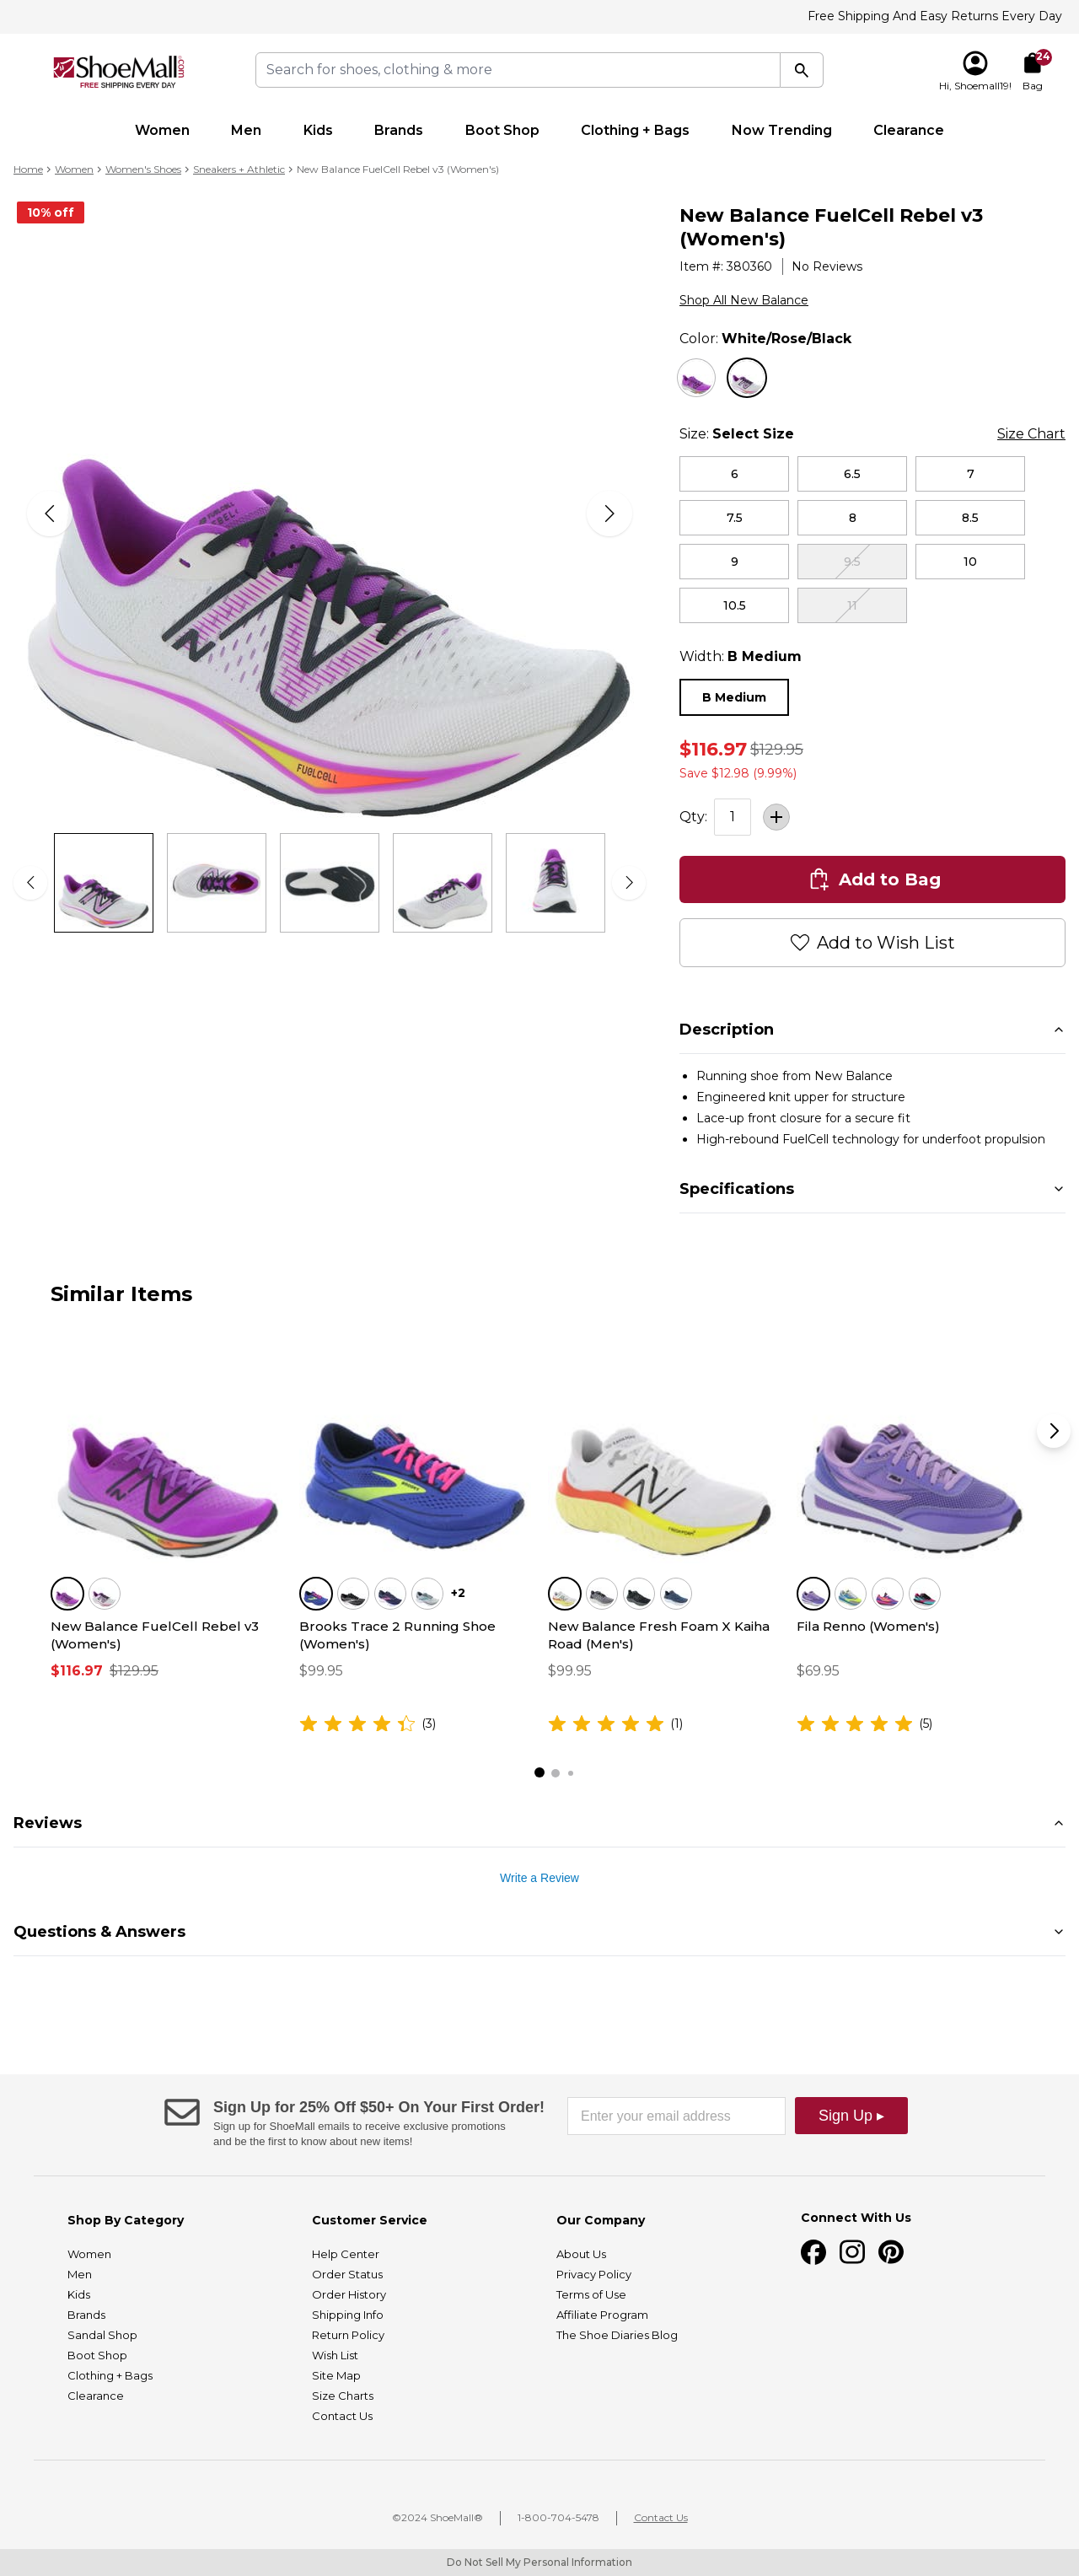 Free Shipping And Easy Returns Every Day
ShoeMall.com
FREE SHIPPING EVERY DAY
Search for shoes, clothing & more
24
Hi, Shoemall19!
Bag
Women
Men
Kids
Brands
Boot Shop
Clothing + Bags
Now Trending
Clearance
Home > Women > Women's Shoes > Sneakers + Athletic > New Balance FuelCell Rebel v3 (Women's)
10% off
FUELCELL
REBEL
N
FUELCELL
New Balance FuelCell Rebel v3
(Women's)
Item #: 380360 | No Reviews
Shop All New Balance
Color: White/Rose/Black
Size: Select Size
Size Chart
6
6.5
7
7.5
8
8.5
9
9.5
10
10.5
11
Width: B Medium
B Medium
$116.97 $129.95
Save $12.98 (9.99%)
Qty: 1 +
Add to Bag
Add to Wish List
Description
• Running shoe from New Balance
• Engineered knit upper for structure
• Lace-up front closure for a secure fit
• High-rebound FuelCell technology for underfoot propulsion
Specifications
Similar Items
+2
New Balance FuelCell Rebel v3
(Women's)
$116.97 $129.95
Brooks Trace 2 Running Shoe
(Women's)
$99.95
(3)
New Balance Fresh Foam X Kaiha
Road (Men's)
$99.95
(1)
Fila Renno (Women's)
$69.95
(5)
Reviews
Write a Review
Questions & Answers
Sign Up for 25% Off $50+ On Your First Order!
Sign up for ShoeMall emails to receive exclusive promotions
and be the first to know about new items!
Enter your email address
Sign Up ▸
Shop By Category
Women
Men
Kids
Brands
Sandal Shop
Boot Shop
Clothing + Bags
Clearance
Customer Service
Help Center
Order Status
Order History
Shipping Info
Return Policy
Wish List
Site Map
Size Charts
Contact Us
Our Company
About Us
Privacy Policy
Terms of Use
Affiliate Program
The Shoe Diaries Blog
Connect With Us
©2024 ShoeMall® | 1-800-704-5478 | Contact Us
Do Not Sell My Personal Information